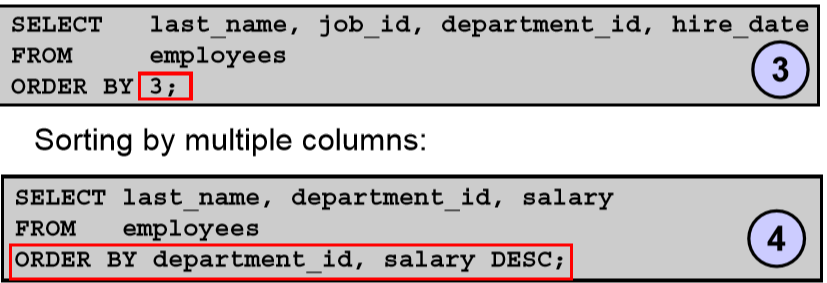 SELECT last_name, job_id, department_id, hire_date
FROM employees
ORDER BY 3;
3
Sorting by multiple columns:
SELECT last_name, department_id, salary
FROM employees
ORDER BY department_id, salary DESC;
4